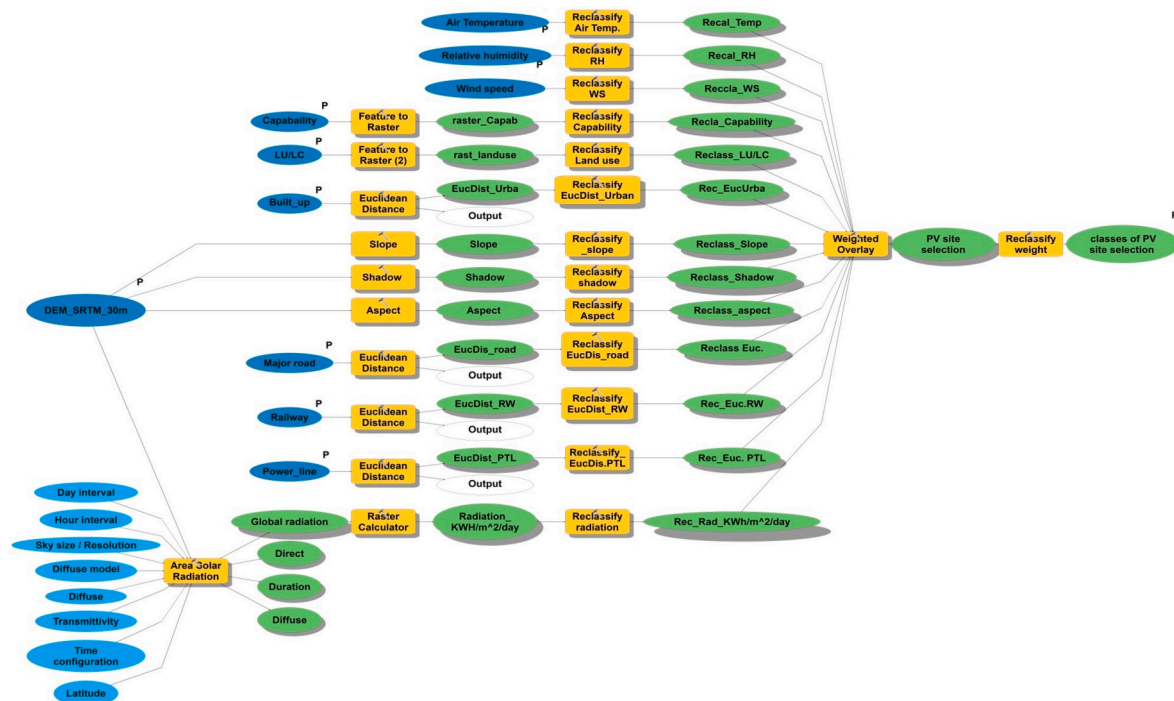 Air Temperature
P
Reclassify
Air Temp.
Recal_Temp
Relative huimidity
P
Reclassify
RH
Recal_RH
Wind speed
Reclassify
WS
Reccla_WS
P
Capabaility
Feature to
Raster
raster_Capab
Reclassify
Capability
Recla_Capability
P
LU/LC
Feature to
Raster (2)
rast_landuse
Reclassify
Land use
Reclass_LU/LC
P
Built_up
Euclidean
Distance
EucDist_Urba
Output
Reclassify
EucDist_Urban
Rec_EucUrba
Slope
Slope
Reclassify
_slope
Reclass_Slope
P
Shadow
Shadow
Reclassify
shadow
Reclass_Shadow
DEM_SRTM_30m
Aspect
Aspect
Reclassify
Aspect
Reclass_aspect
P
Major road
Euclidean
Distance
EucDis_road
Output
Reclassify
EucDis_road
Reclass Euc.
P
Railway
Euclidean
Distance
EucDist_RW
Output
Reclassify
EucDist_RW
Rec_Euc.RW
P
Power_line
Euclidean
Distance
EucDist_PTL
Output
Reclassify_
EucDis.PTL
Rec_Euc. PTL
Weighted
Overlay
PV site
selection
Reclassify
weight
P
classes of PV
site selection
Day interval
Hour interval
Sky size / Resolution
Diffuse model
Diffuse
Transmittivity
Time
configuration
Latitude
Area Solar
Radiation
Global radiation
Direct
Duration
Diffuse
Raster
Calculator
Radiation_
KWH/m^2/day
Reclassify
radiation
Rec_Rad_KWh/m^2/day